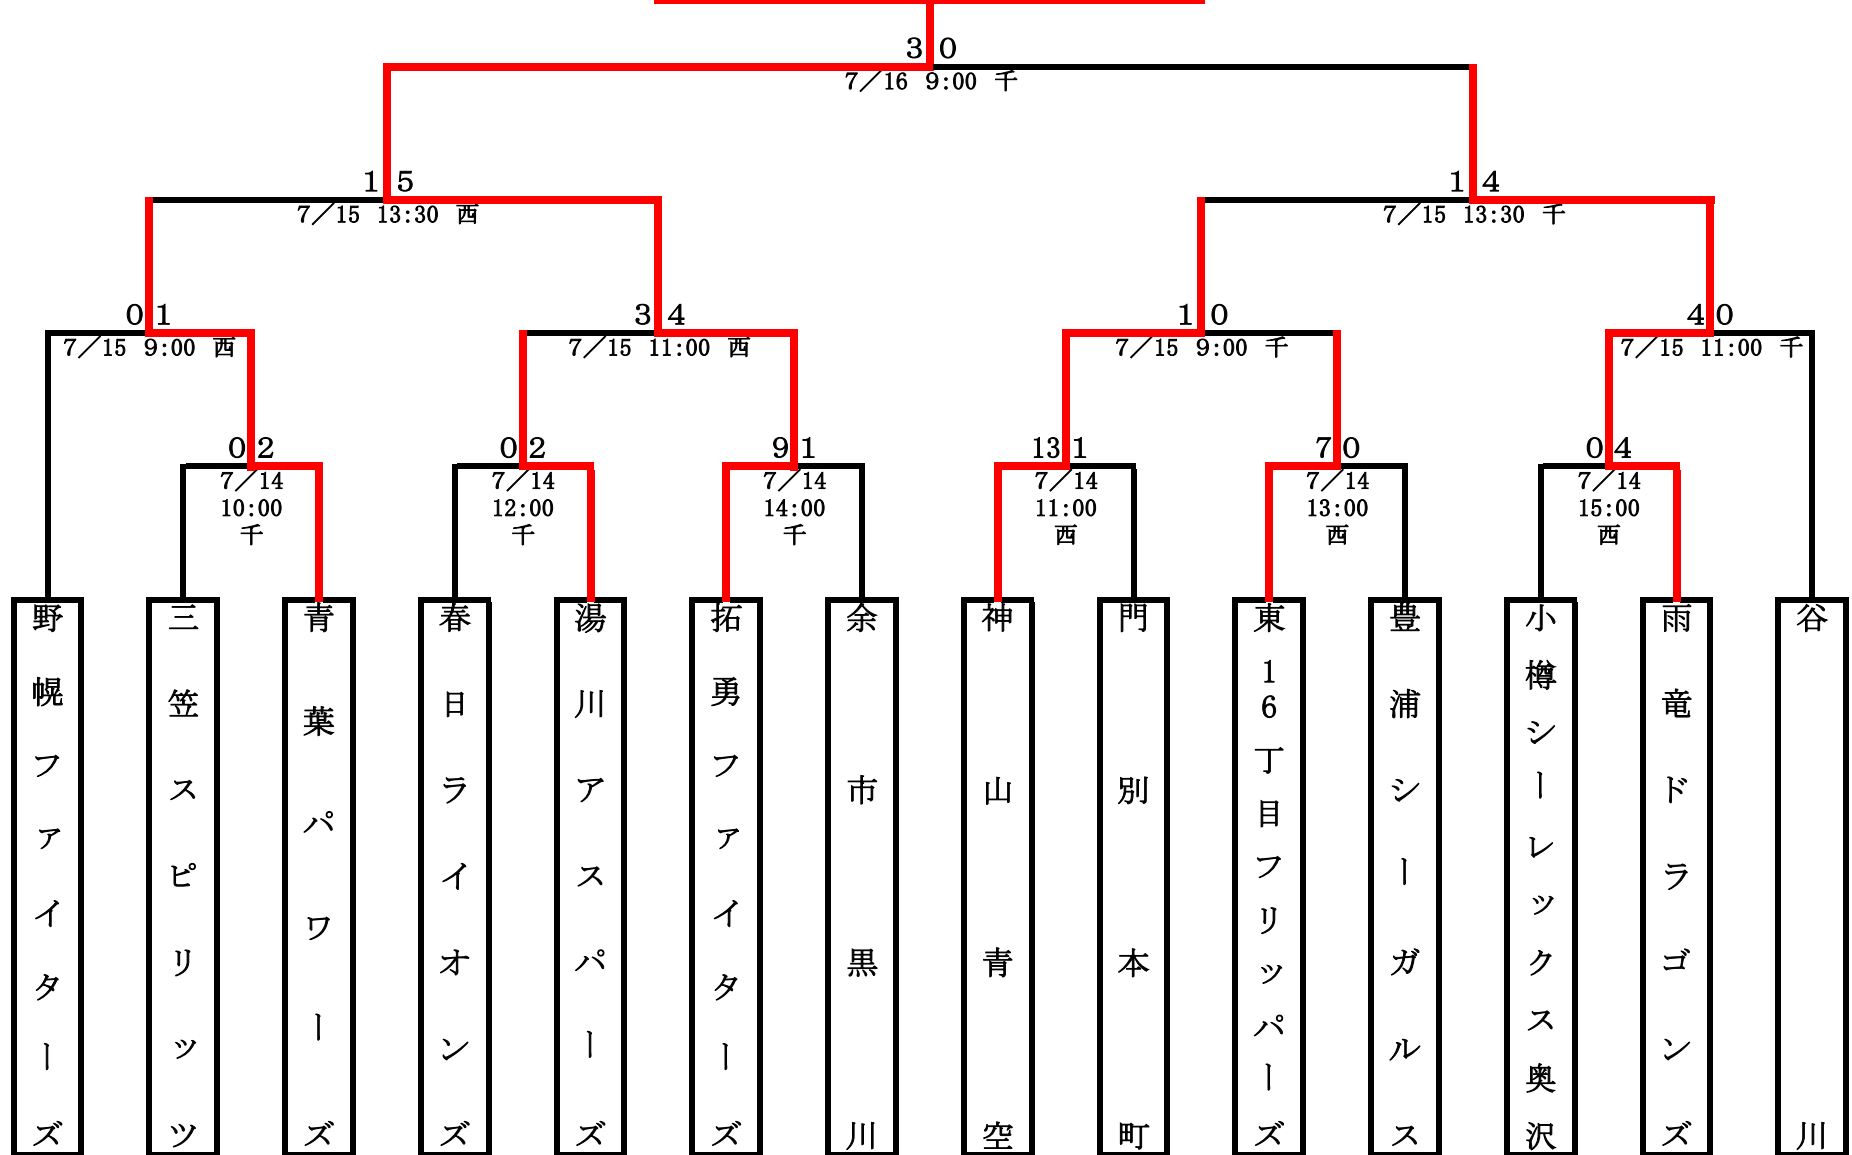 3 0
7／16 9:00 千
1 5
7／15 13:30 西
1 4
7／15 13:30 千
0 1
7／15 9:00 西
3 4
7／15 11:00 西
1 0
7／15 9:00 千
4 0
7／15 11:00 千
0 2
7／14
10:00
千
0 2
7／14
12:00
千
9 1
7／14
14:00
千
13 1
7／14
11:00
西
7 0
7／14
13:00
西
0 4
7／14
15:00
西
野幌ファイターズ
三笠スピリッツ
青葉パワーズ
春日ライオンズ
湯川アスパーズ
拓勇ファイターズ
余市黒川
神山青空
門別本町
東16丁目フリッパーズ
豊浦シーガルス
小樽シーレックス奥沢
雨竜ドラゴンズ
谷川